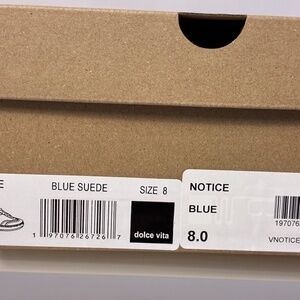 E
BLUE SUEDE
SIZE 8
1 97076 26726 7
dolce vita
NOTICE
BLUE
8.0
197076
VNOTICE